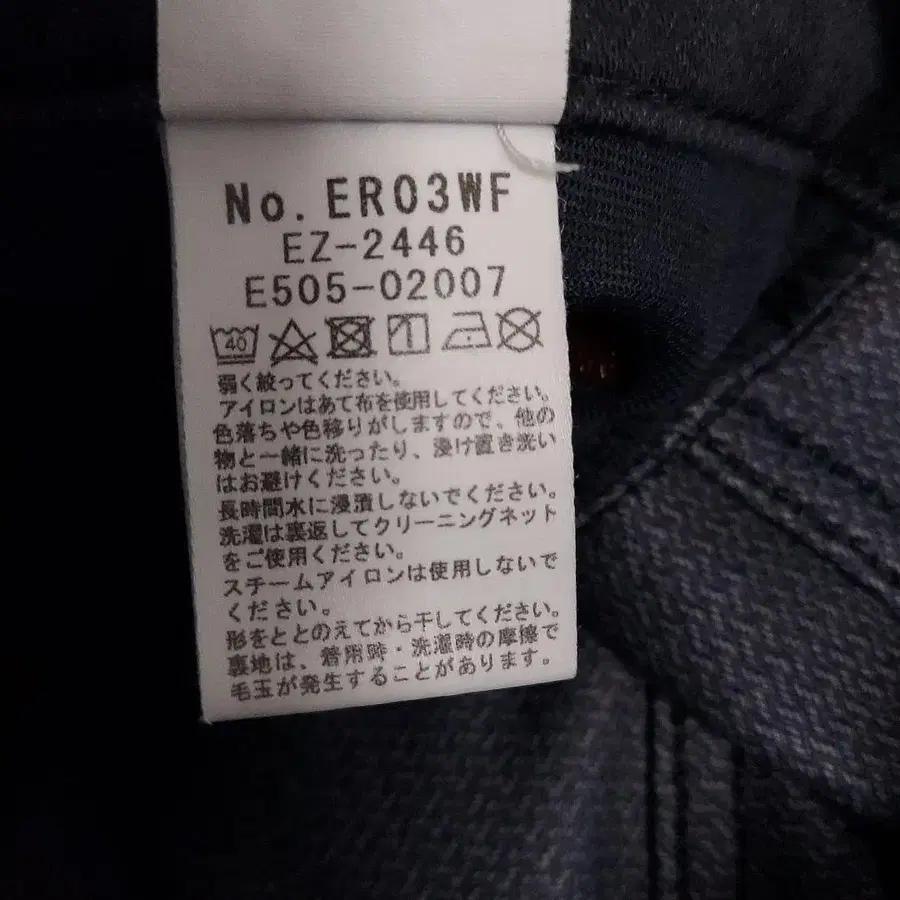 No. ER03WF
EZ-2446
E505-02007
40
弱く絞ってください。
アイロンはあて布を使用してください。
色落ちや色移りがしますので、他の
物と一緒に洗ったり、浸け置き洗い
はお避けください。
長時間水に浸漬しないでください。
洗濯は裏返してクリーニングネット
をご使用ください。
スチームアイロンは使用しないで
ください。
形をととのえてから干してください。
裏地は、着用時・洗濯時の摩擦で
毛玉が発生することがあります。